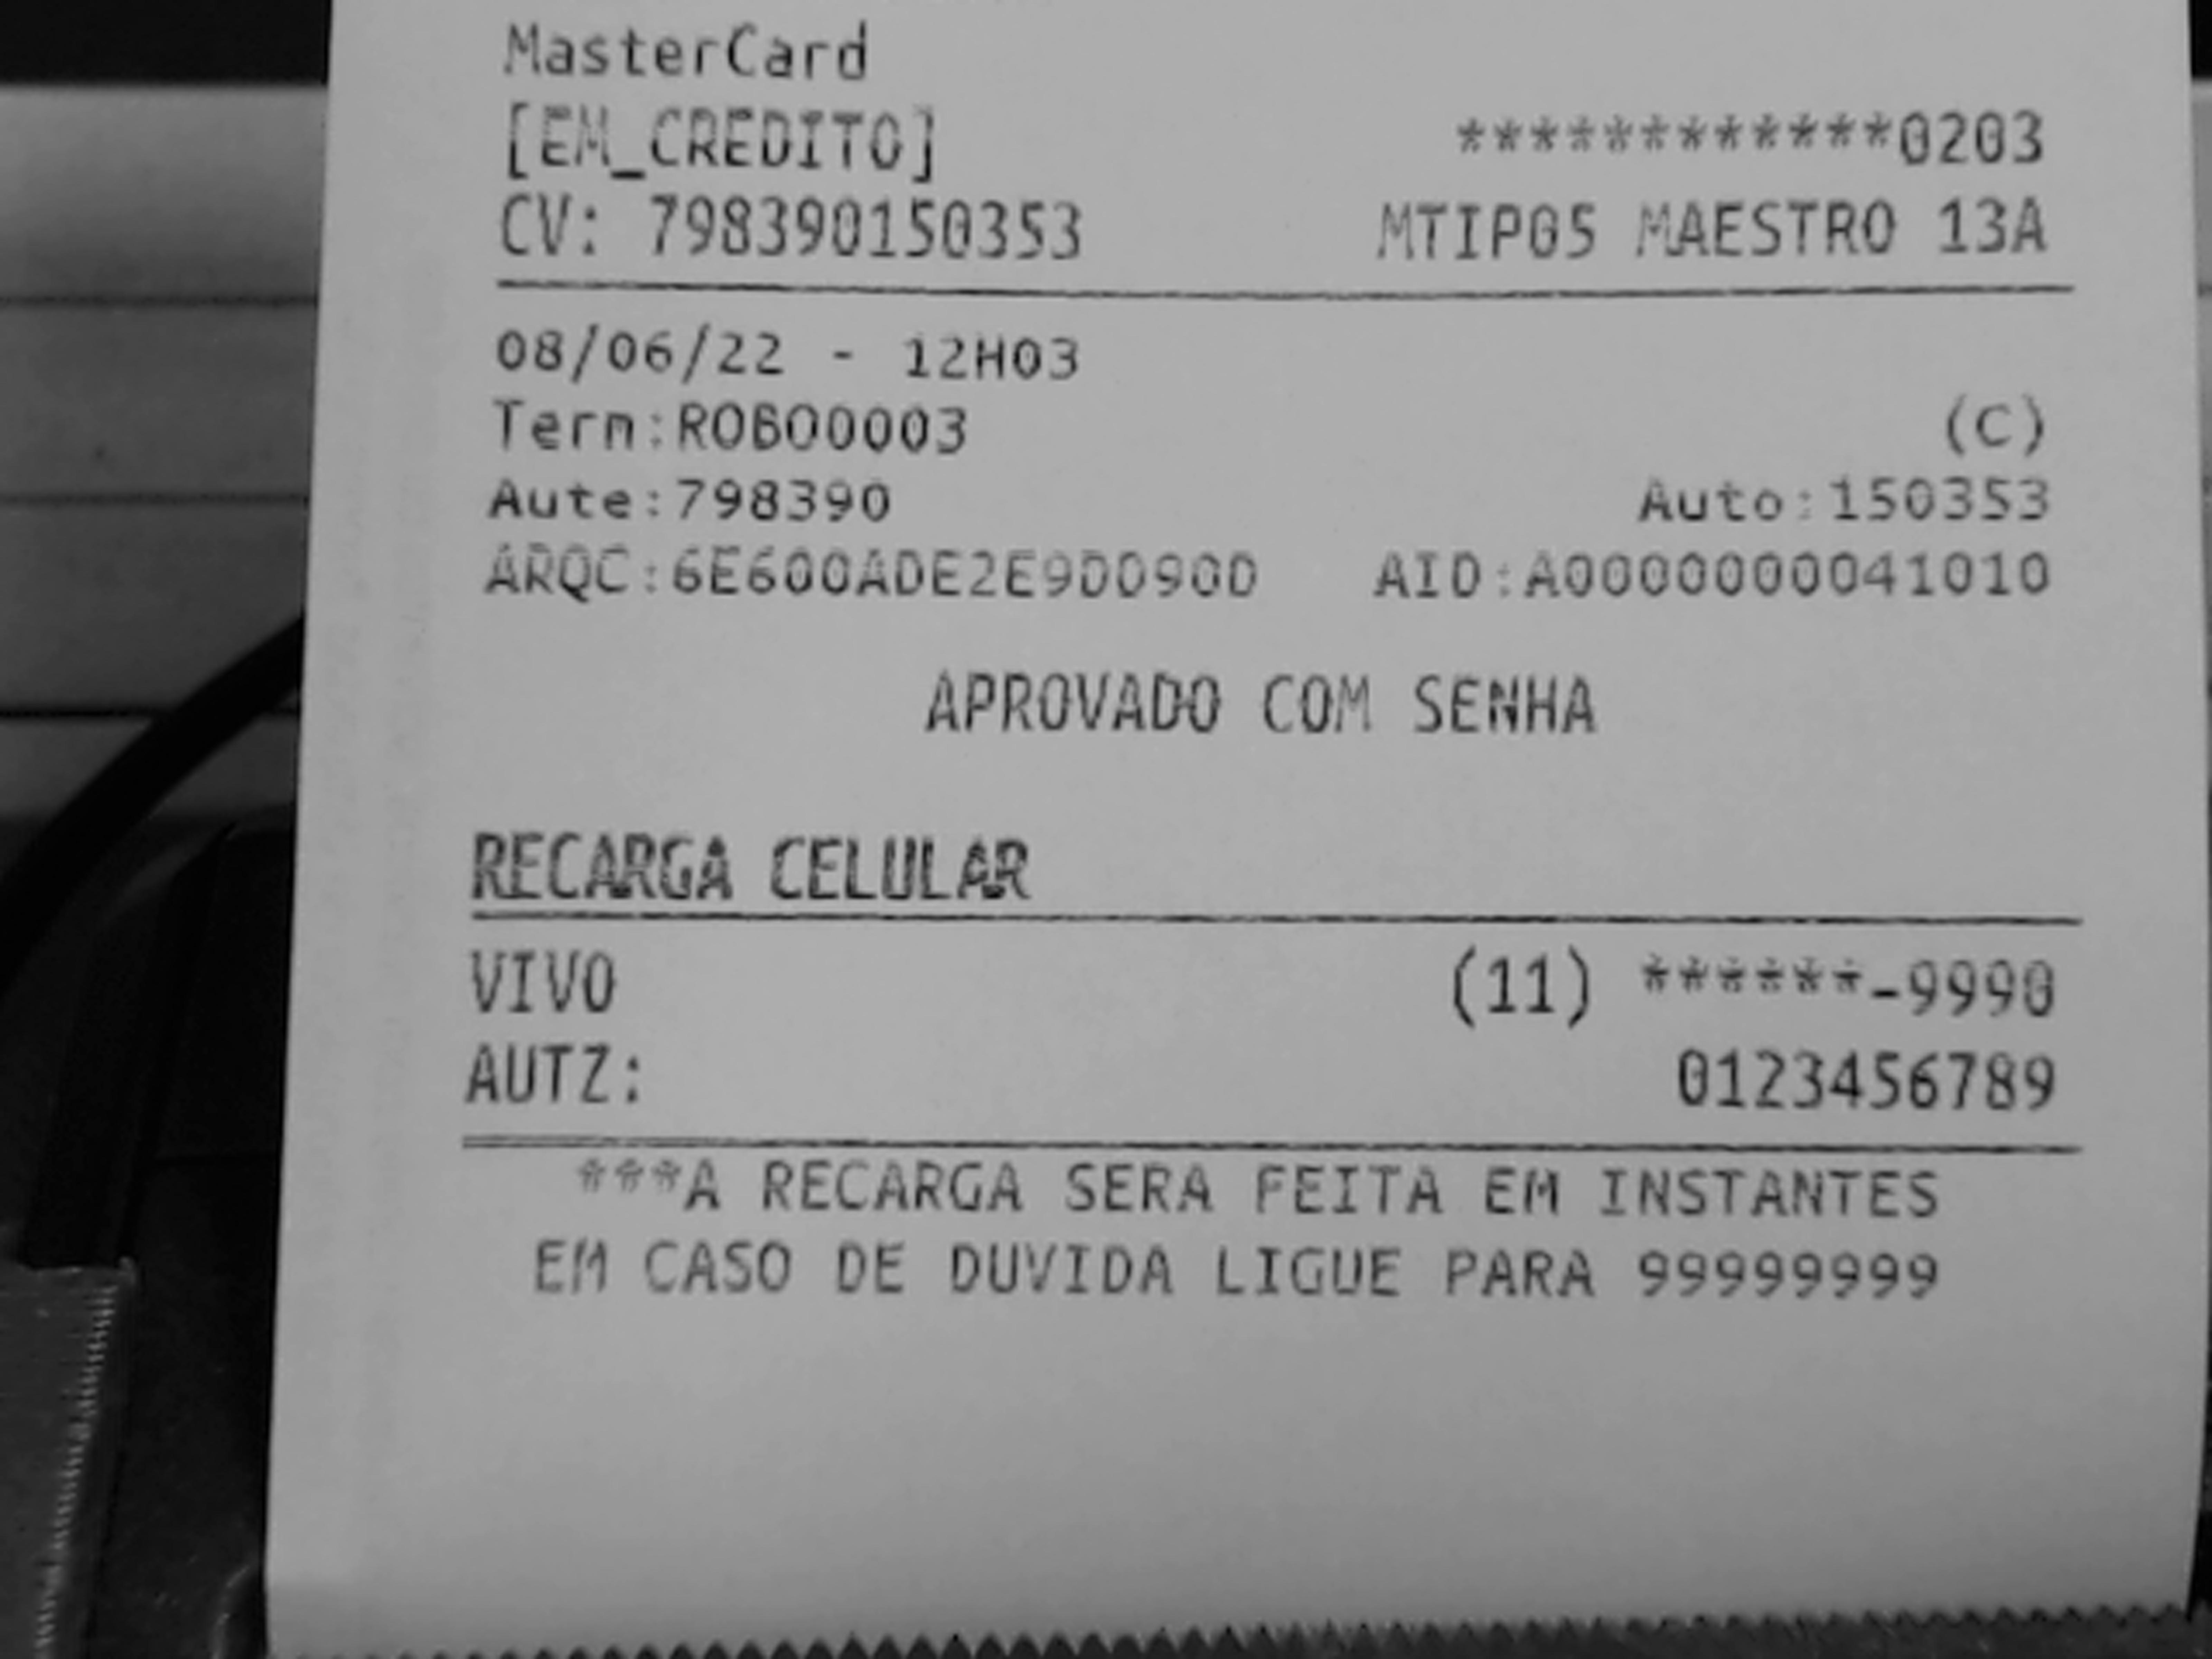 MasterCard
[EM_CREDITO] ************0203
CV: 798390150353 MTIP05 MAESTRO 13A
08/06/22 - 12H03
Term:ROBO0003 (C)
Aute:798390 Auto:150353
ARQC:6E600ADE2E9D090D AID:A0000000041010
APROVADO COM SENHA
RECARGA CELULAR
VIVO (11) ******-9990
AUTZ: 0123456789
***A RECARGA SERA FEITA EM INSTANTES
EM CASO DE DUVIDA LIGUE PARA 99999999